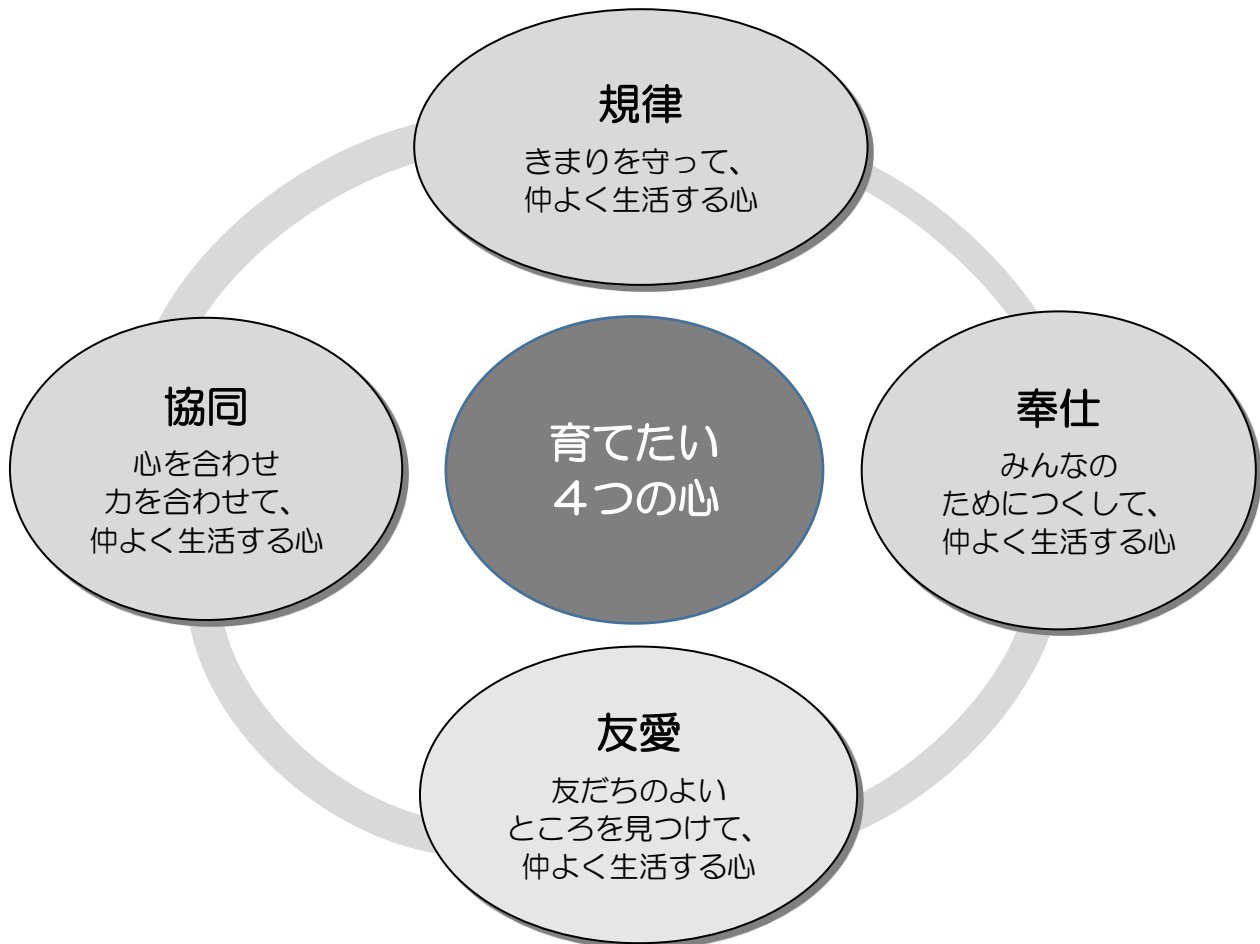 規律
きまりを守って、
仲よく生活する心
協同
心を合わせ
力を合わせて、
仲よく生活する心
育てたい
４つの心
奉仕
みんなの
ためにつくして、
仲よく生活する心
友愛
友だちのよい
ところを見つけて、
仲よく生活する心